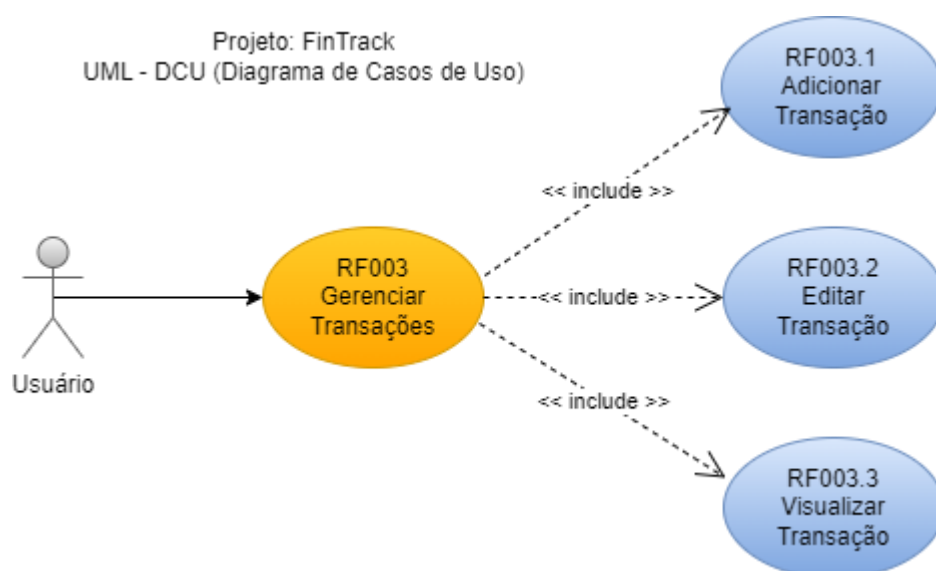 Projeto: FinTrack
UML - DCU (Diagrama de Casos de Uso)
RF003.1
Adicionar
Transação
<< include >>
RF003
Gerenciar
Transações
<< include >>
RF003.2
Editar
Transação
Usuário
<< include >>
RF003.3
Visualizar
Transação